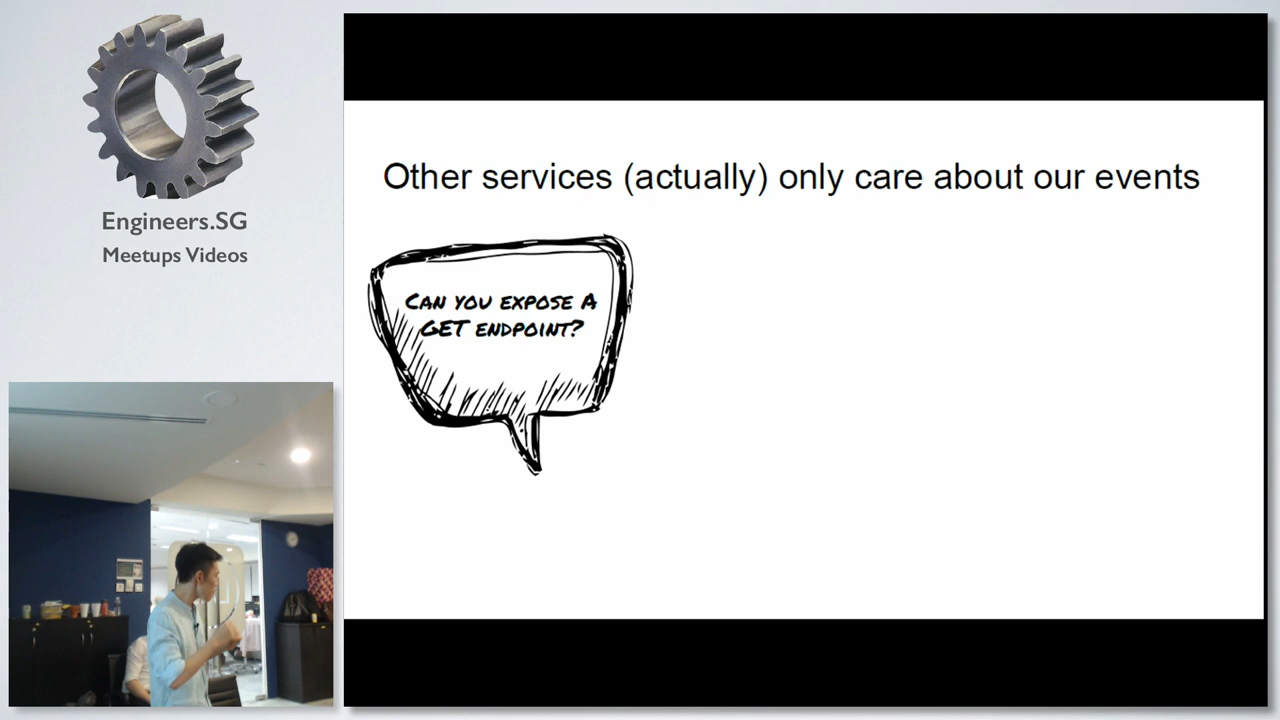 Engineers.SG
Meetups Videos
Other services (actually) only care about our events
Can you expose a
GET endpoint?